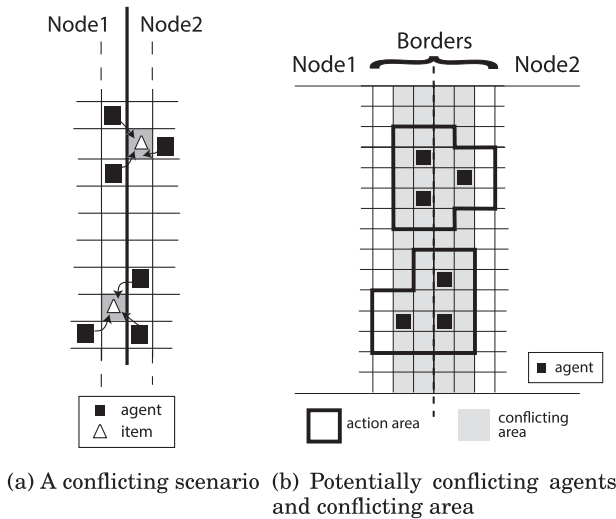 Node1 Node2
agent
item
Borders
Node1 Node2
agent
action area
conflicting
area
(a) A conflicting scenario
(b) Potentially conflicting agents
and conflicting area